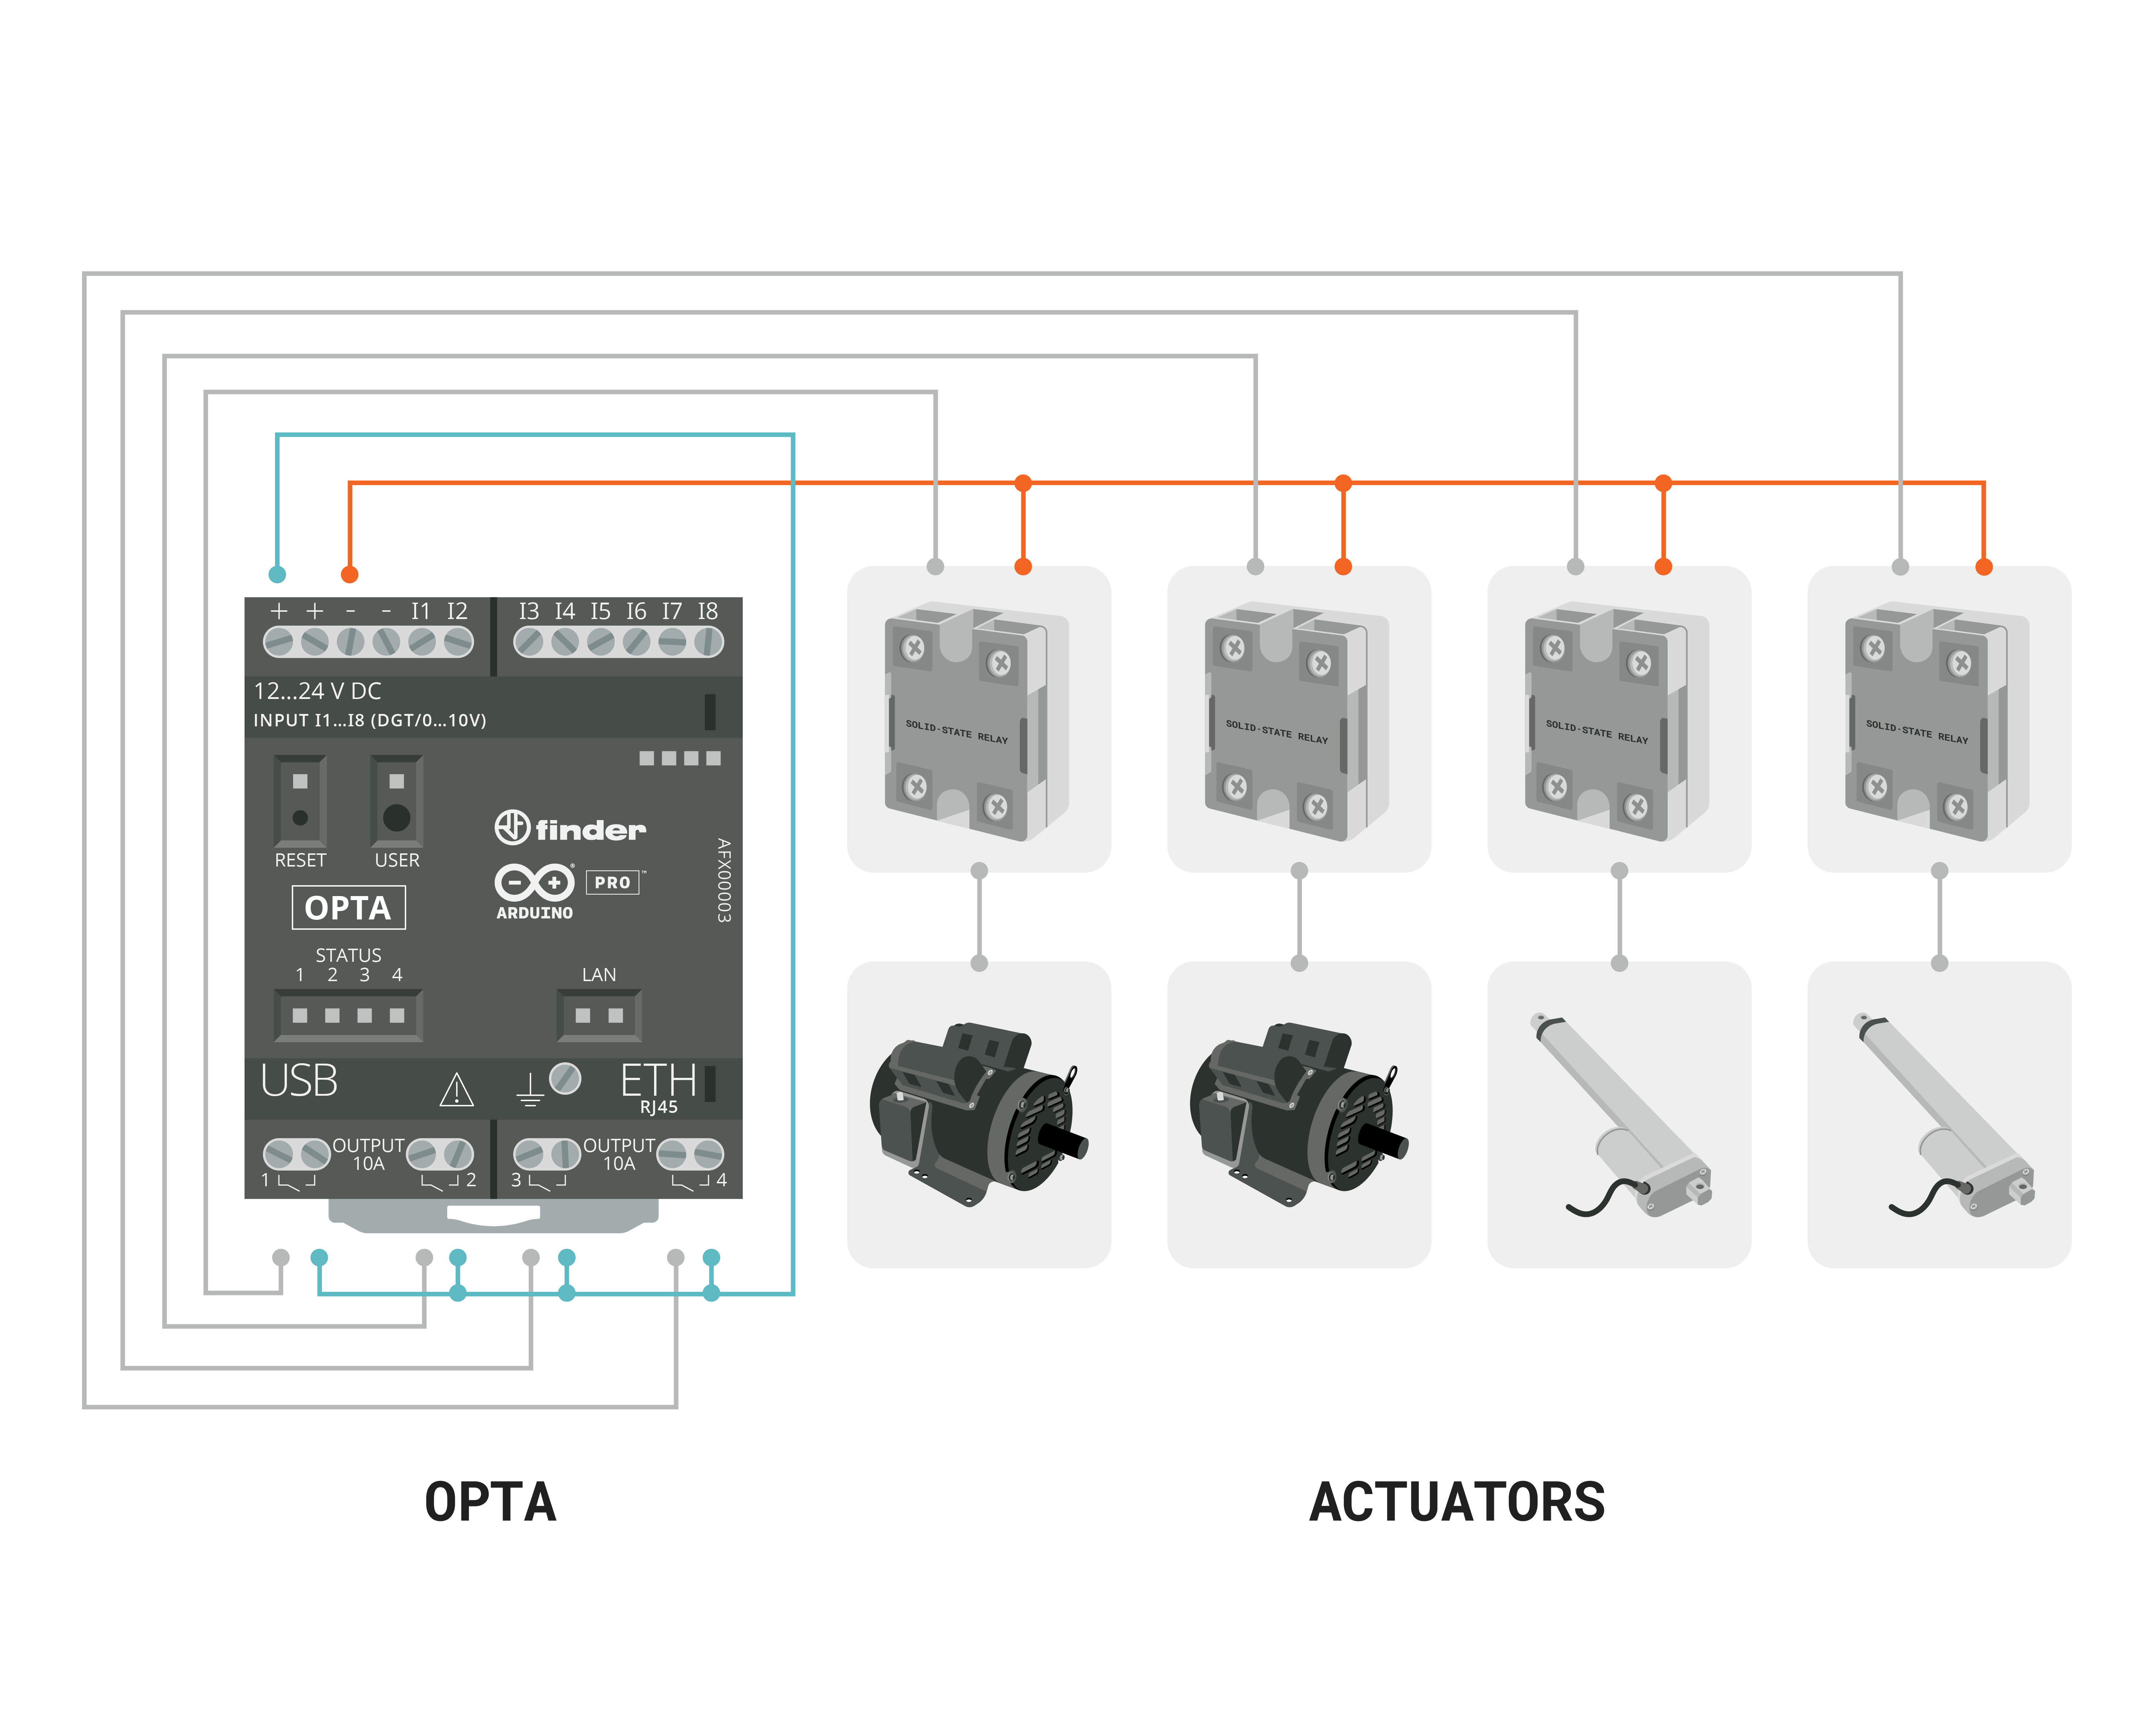 + + - - I1 I2 I3 I4 I5 I6 I7 I8
12...24 V DC
INPUT I1...I8 (DGT/0...10V)
RESET USER
finder
PRO™
ARDUINO
AFX00003
OPTA
STATUS
1 2 3 4
LAN
USB
ETH
RJ45
OUTPUT
10A
1 2
OUTPUT
10A
3 4
SOLID-STATE RELAY
SOLID-STATE RELAY
SOLID-STATE RELAY
SOLID-STATE RELAY
OPTA
ACTUATORS